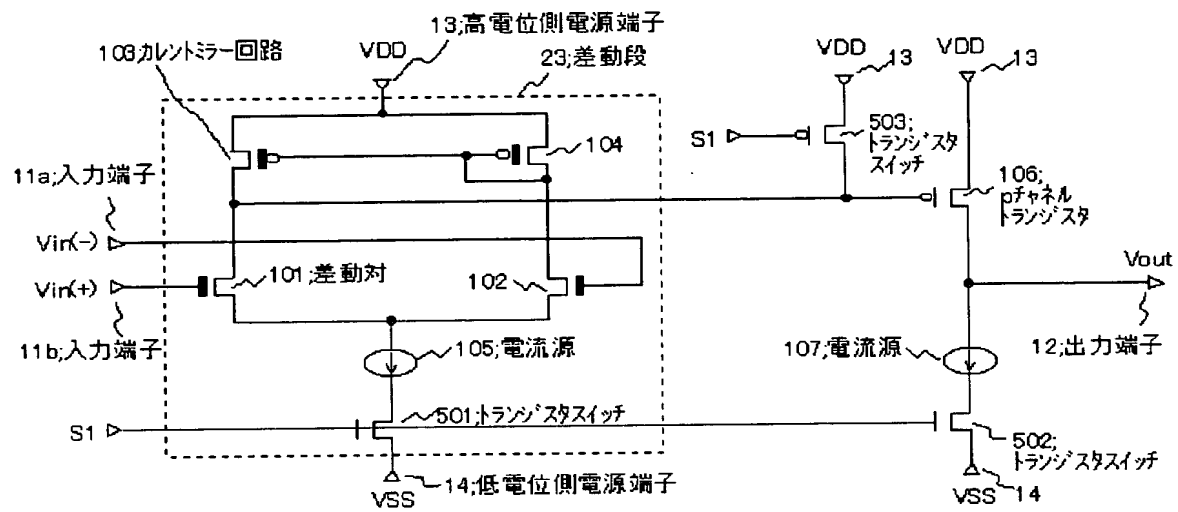 13;高電位側電源端子
103;カレントミラー回路
VDD
23;差動段
VDD
13
VDD
13
S1
503;
トランジスタ
スイッチ
104
106;
pチャネル
トランジスタ
11a;入力端子
Vin(-)
Vin(+)
101;差動対
102
Vout
11b;入力端子
105;電流源
107;電流源
12;出力端子
S1
501;トランジスタスイッチ
502;
トランジスタスイッチ
VSS
14;低電位側電源端子
VSS
14